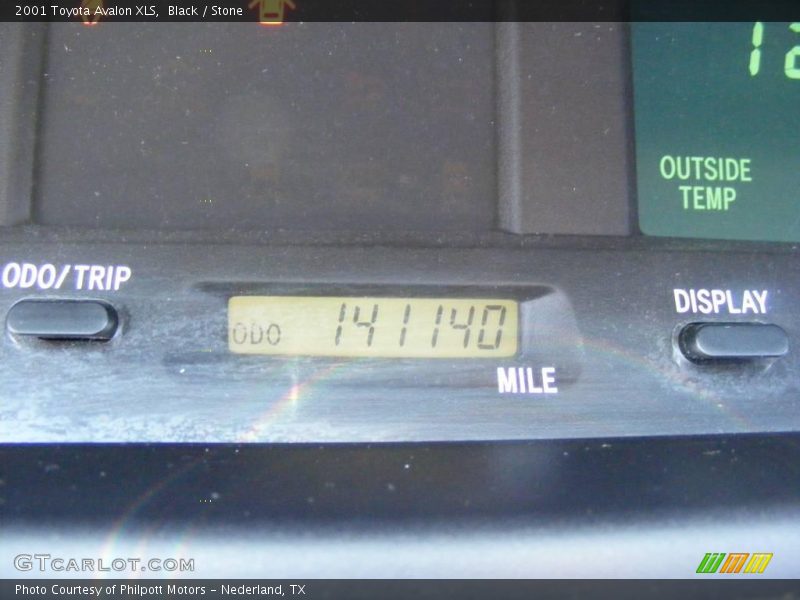 2001 Toyota Avalon XLS,  Black / Stone
OUTSIDE
TEMP
ODO/TRIP
DISPLAY
ODO 141140
MILE
GTCARLOT.COM
Photo Courtesy of Philpott Motors - Nederland, TX